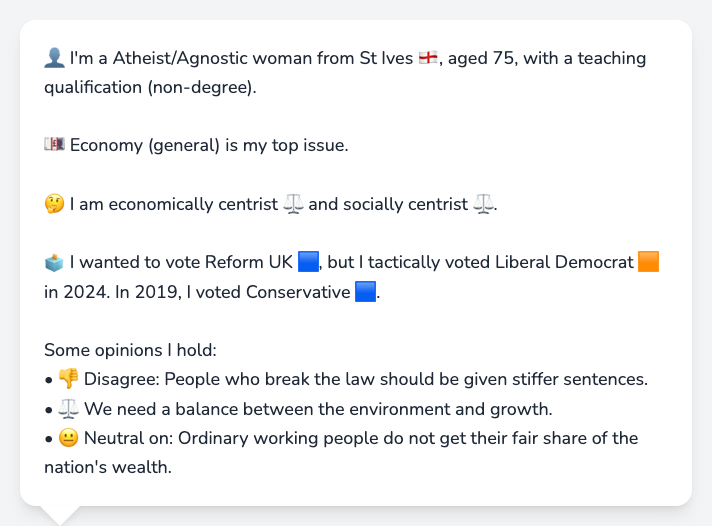 👤 I'm a Atheist/Agnostic woman from St Ives 🏴󠁧󠁢󠁥󠁮󠁧󠁿, aged 75, with a teaching
qualification (non-degree).
💷 Economy (general) is my top issue.
🤔 I am economically centrist ⚖️ and socially centrist ⚖️.
🗳️ I wanted to vote Reform UK 🟦, but I tactically voted Liberal Democrat 🟧
in 2024. In 2019, I voted Conservative 🟦.
Some opinions I hold:
• 👎 Disagree: People who break the law should be given stiffer sentences.
• ⚖️ We need a balance between the environment and growth.
• 😐 Neutral on: Ordinary working people do not get their fair share of the
nation's wealth.